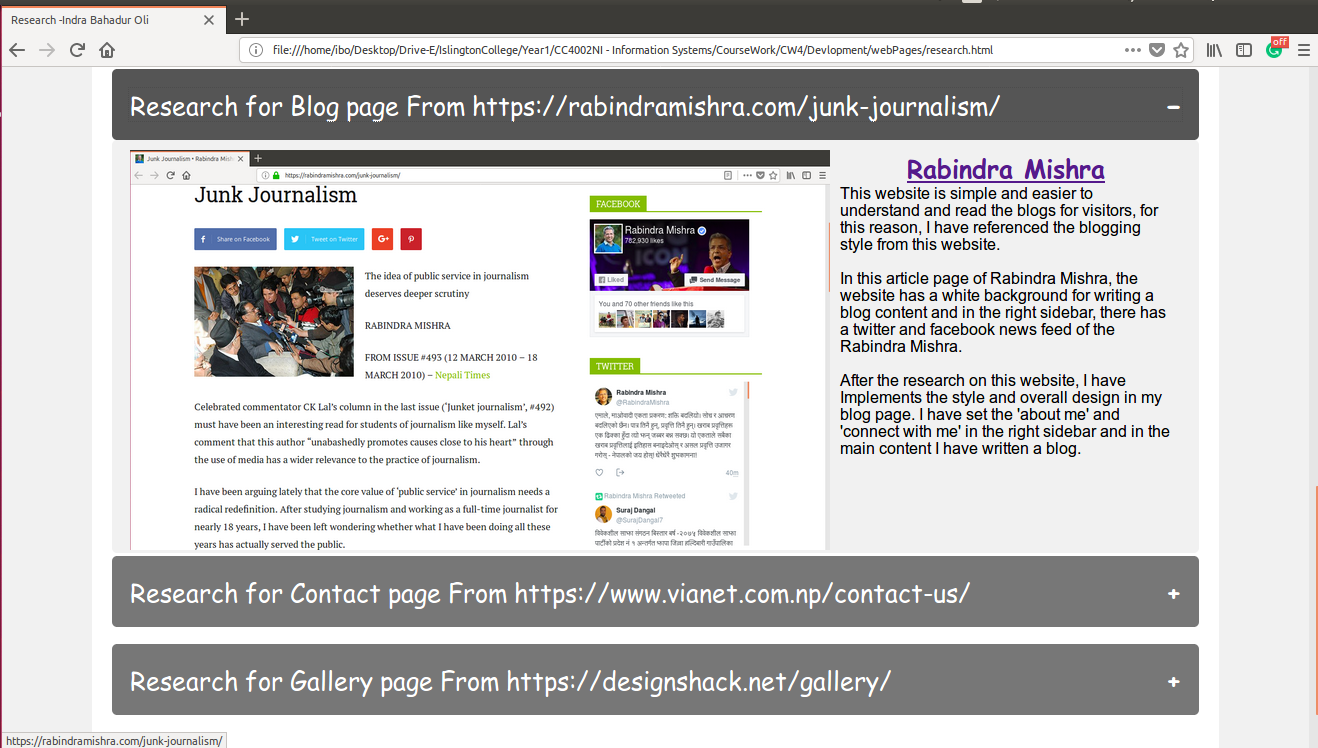 Research -Indra Bahadur Oli
file:///home/ibo/Desktop/Drive-E/IslingtonCollege/Year1/CC4002NI - Information Systems/CourseWork/CW4/Devlopment/webPages/research.html
off
Research for Blog page From https://rabindramishra.com/junk-journalism/
Junk Journalism • Rabindra Mish
https://rabindramishra.com/junk-journalism/
Junk Journalism
Share on Facebook
Tweet on Twitter
The idea of public service in journalism
deserves deeper scrutiny
RABINDRA MISHRA
FROM ISSUE #493 (12 MARCH 2010 – 18
MARCH 2010) – Nepali Times
Celebrated commentator CK Lal's column in the last issue ('Junket journalism', #492)
must have been an interesting read for students of journalism like myself. Lal's
comment that this author "unabashedly promotes causes close to his heart" through
the use of media has a wider relevance to the practice of journalism.
I have been arguing lately that the core value of 'public service' in journalism needs a
radical redefinition. After studying journalism and working as a full-time journalist for
nearly 18 years, I have been left wondering whether what I have been doing all these
years has actually served the public.
FACEBOOK
Rabindra Mishra
782,930 likes
Liked
Send Message
You and 70 other friends like this
TWITTER
Rabindra Mishra
@RabindraMishra
40m
Rabindra Mishra Retweeted
Suraj Dangal
@SurajDangal7
Rabindra Mishra
This website is simple and easier to
understand and read the blogs for visitors, for
this reason, I have referenced the blogging
style from this website.
In this article page of Rabindra Mishra, the
website has a white background for writing a
blog content and in the right sidebar, there has
a twitter and facebook news feed of the
Rabindra Mishra.
After the research on this website, I have
Implements the style and overall design in my
blog page. I have set the 'about me' and
'connect with me' in the right sidebar and in the
main content I have written a blog.
Research for Contact page From https://www.vianet.com.np/contact-us/
Research for Gallery page From https://designshack.net/gallery/
https://rabindramishra.com/junk-journalism/